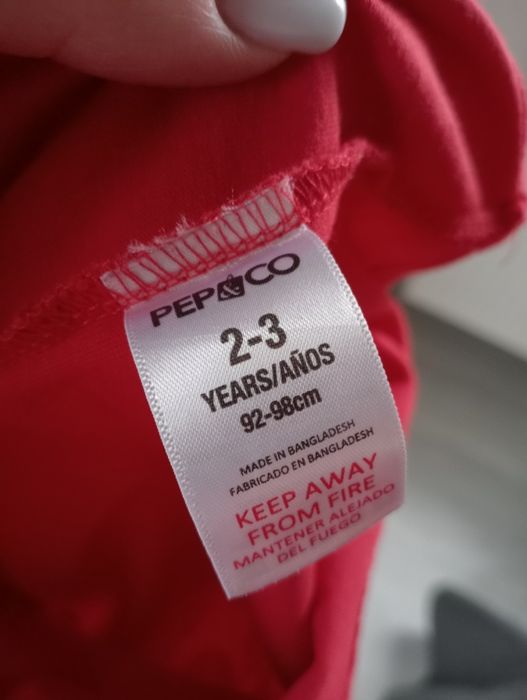 PEP&CO
2-3
YEARS/AÑOS
92-98cm
MADE IN BANGLADESH
FABRICADO EN BANGLADESH
KEEP AWAY
FROM FIRE
MANTENER ALEJADO
DEL FUEGO